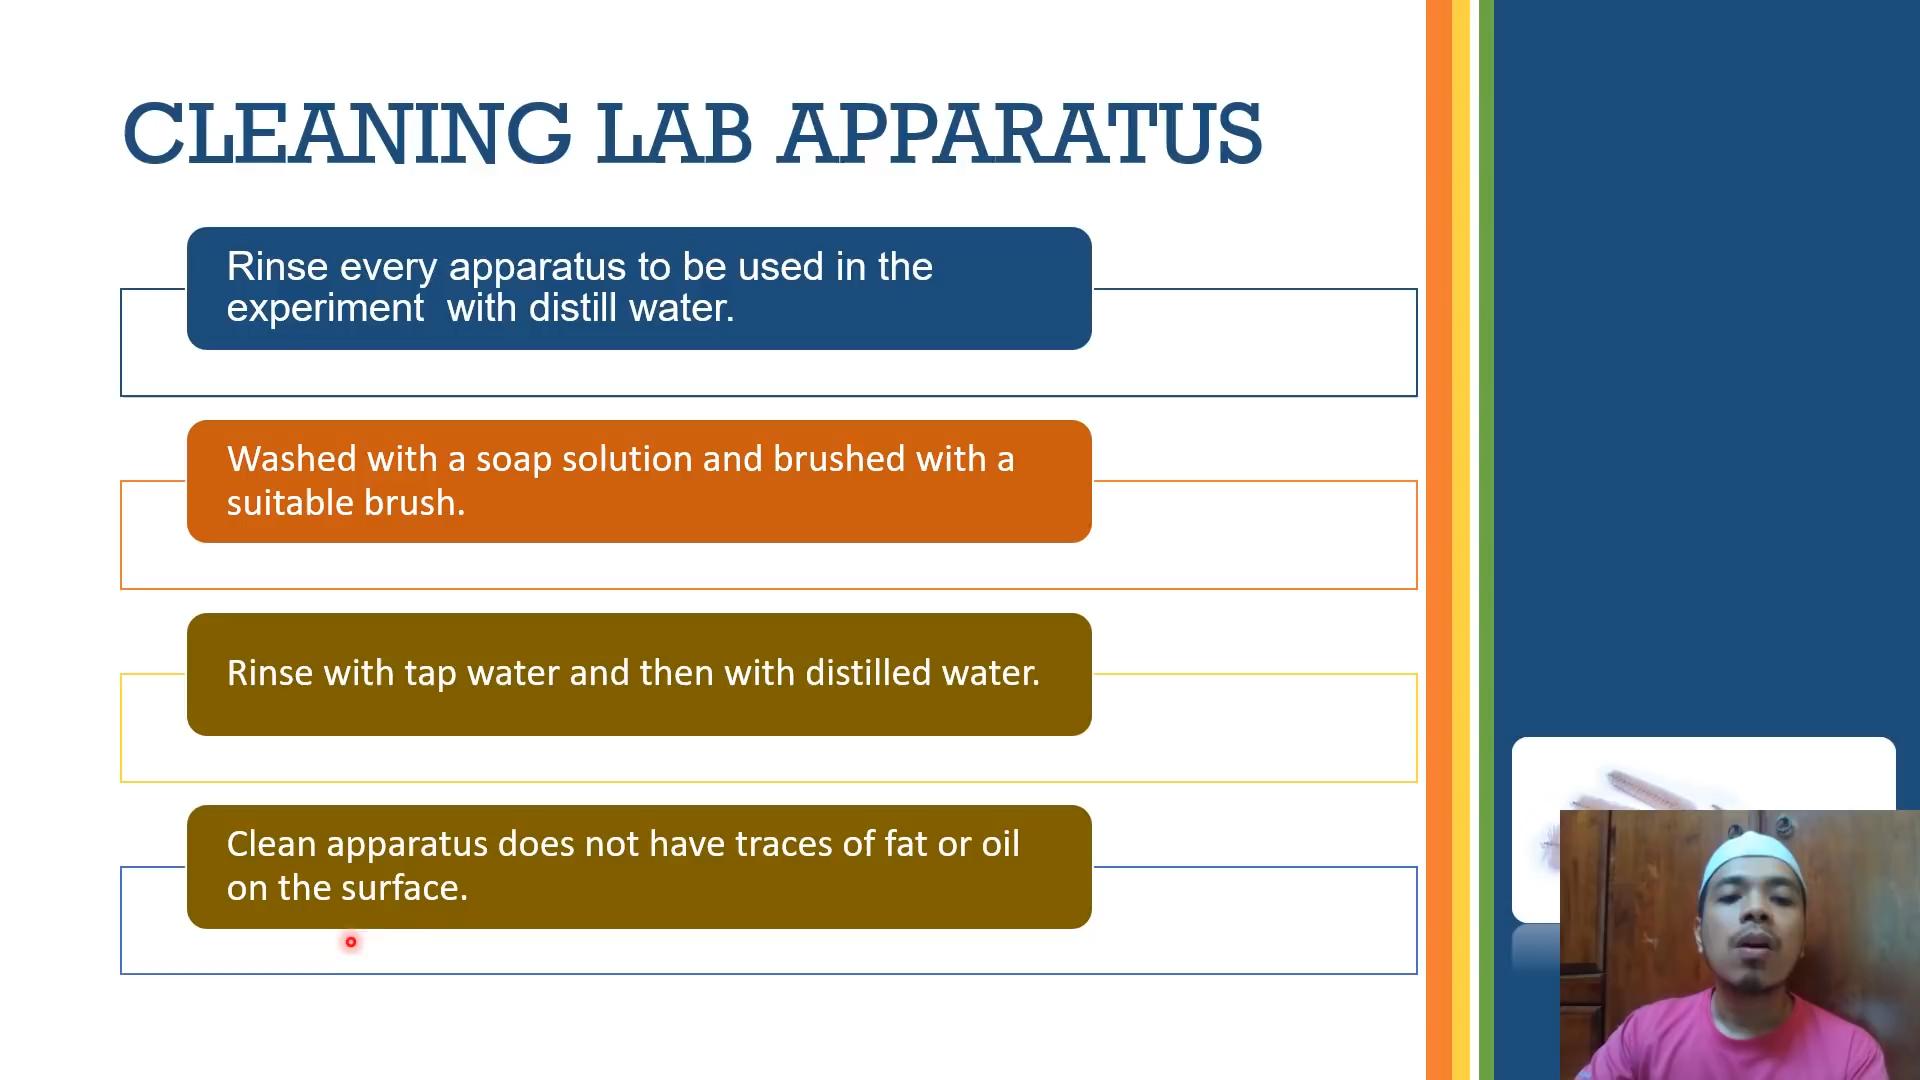 CLEANING LAB APPARATUS
Rinse every apparatus to be used in the
experiment  with distill water.
Washed with a soap solution and brushed with a
suitable brush.
Rinse with tap water and then with distilled water.
Clean apparatus does not have traces of fat or oil
on the surface.